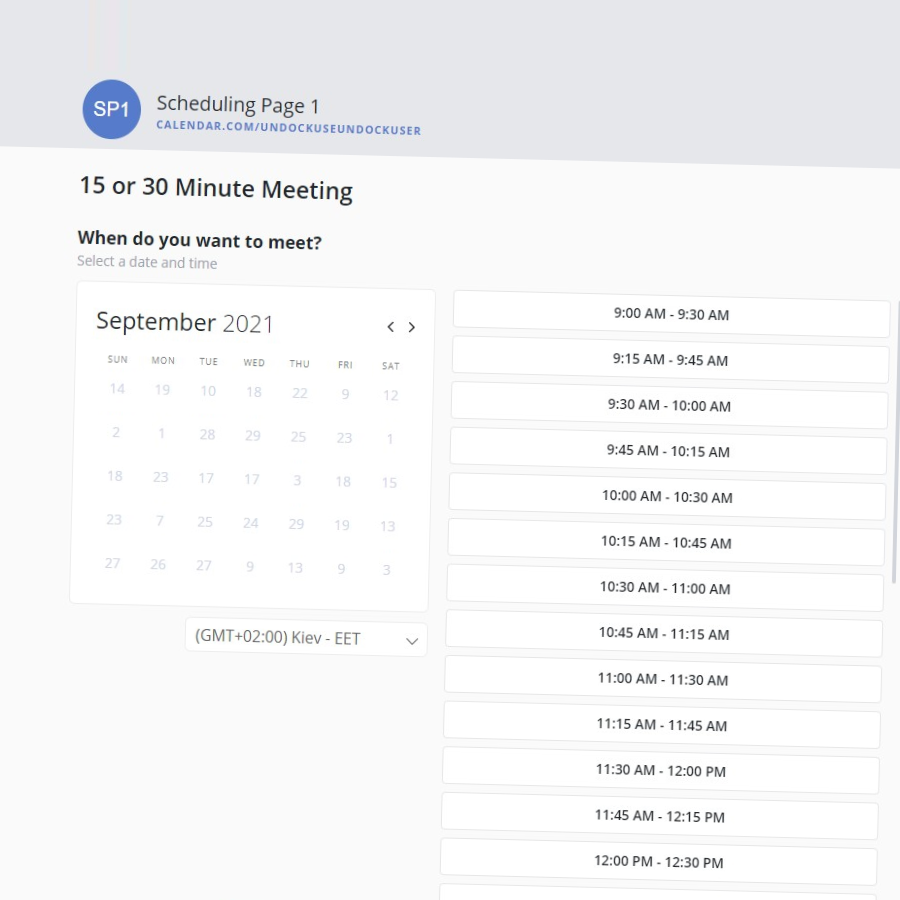 SP1
Scheduling Page 1
CALENDAR.COM/UNDOCKUSEUNDOCKUSER
15 or 30 Minute Meeting
When do you want to meet?
Select a date and time
September 2021
SUN MON TUE WED THU FRI SAT
14 19 10 18 22 9 12
2 1 28 29 25 23 1
18 23 17 17 3 18 15
23 7 25 24 29 19 13
27 26 27 9 13 9 3
(GMT+02:00) Kiev - EET
9:00 AM - 9:30 AM
9:15 AM - 9:45 AM
9:30 AM - 10:00 AM
9:45 AM - 10:15 AM
10:00 AM - 10:30 AM
10:15 AM - 10:45 AM
10:30 AM - 11:00 AM
10:45 AM - 11:15 AM
11:00 AM - 11:30 AM
11:15 AM - 11:45 AM
11:30 AM - 12:00 PM
11:45 AM - 12:15 PM
12:00 PM - 12:30 PM